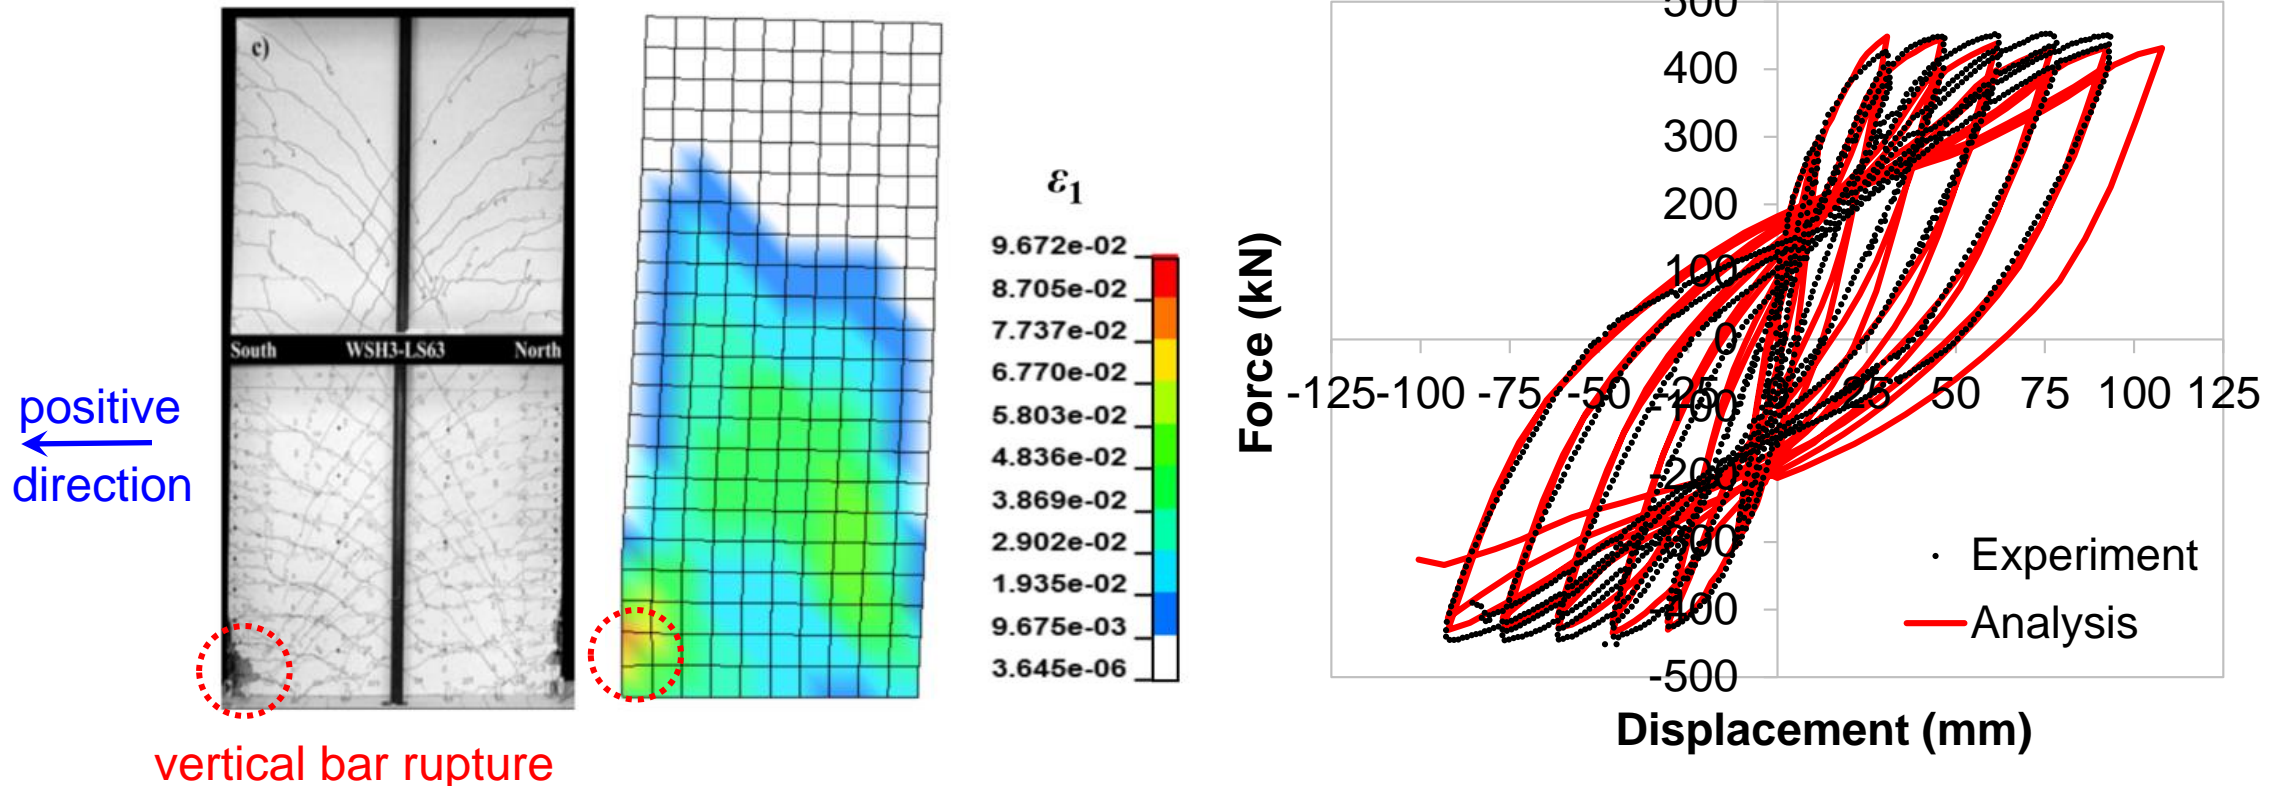 c)
South WSH3-LS63 North
positive
direction
vertical bar rupture
ε1
9.672e-02
8.705e-02
7.737e-02
6.770e-02
5.803e-02
4.836e-02
3.869e-02
2.902e-02
1.935e-02
9.675e-03
3.645e-06
Force (kN)
500
400
300
200
100
0
-100
-200
-400
-500
-125 -100 -75 -50 -25 0 25 50 75 100 125
Experiment
Analysis
Displacement (mm)